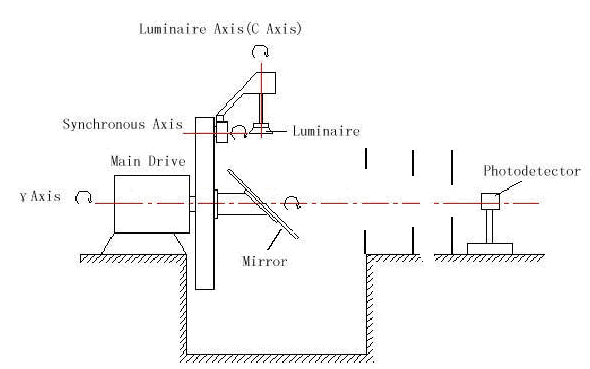 Luminaire Axis(C Axis)
Synchronous Axis
Luminaire
Main Drive
Photodetector
γ Axis
Mirror